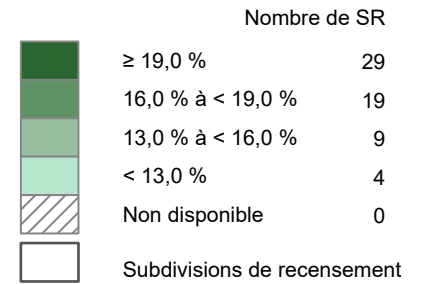 Nombre de SR
≥ 19,0 % 29
16,0 % à < 19,0 % 19
13,0 % à < 16,0 % 9
< 13,0 % 4
Non disponible 0
Subdivisions de recensement